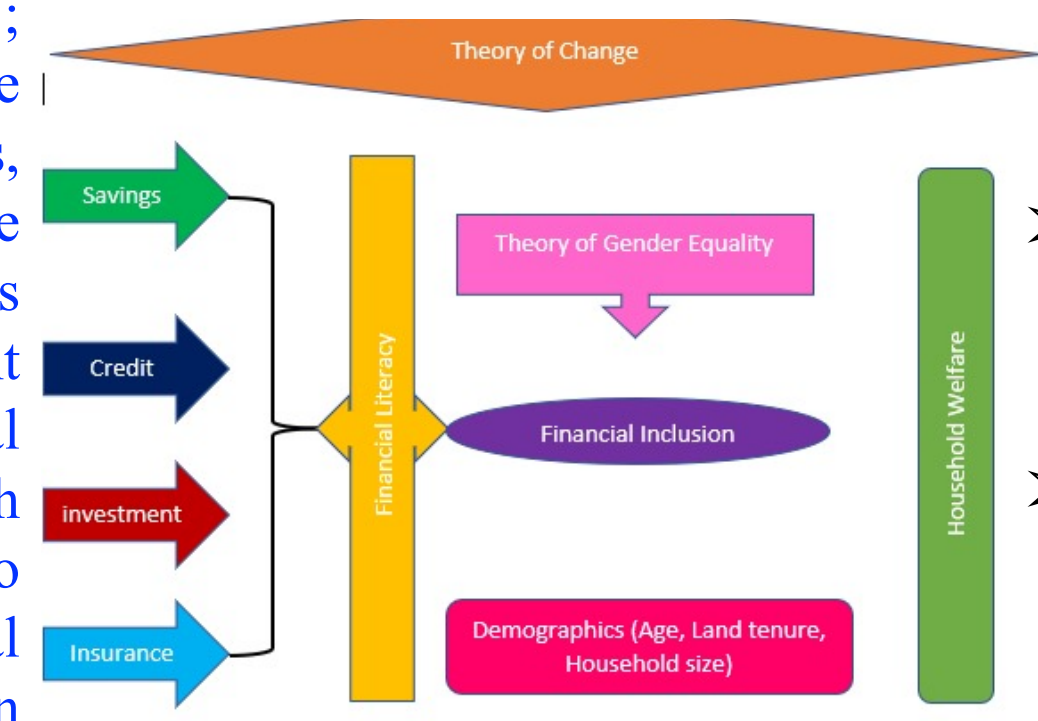 ;
e
s,
e
s
t
l
h
o
l
n
Theory of Change
Savings
Credit
investment
Insurance
Financial Literacy
Theory of Gender Equality
Financial Inclusion
Demographics (Age, Land tenure,
Household size)
Household Welfare